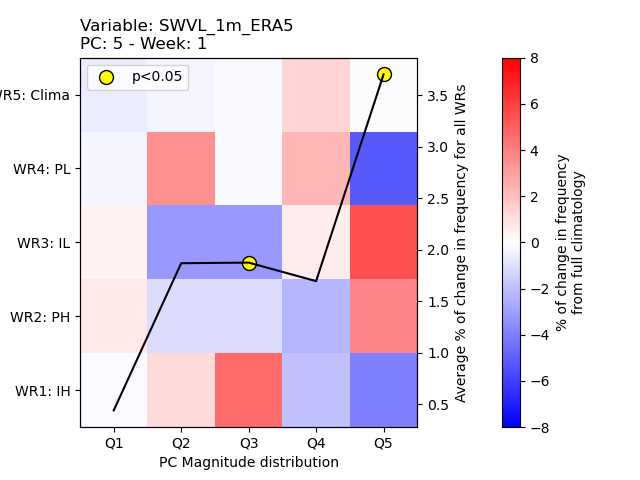 Variable: SWVL_1m_ERA5
PC: 5 - Week: 1
p<0.05
WR5: Clima
WR4: PL
WR3: IL
WR2: PH
WR1: IH
Q1 Q2 Q3 Q4 Q5
PC Magnitude distribution
3.5
3.0
2.5
2.0
1.5
1.0
0.5
Average % of change in frequency for all WRs
8
6
4
2
0
−2
−4
−6
−8
% of change in frequency
from full climatology